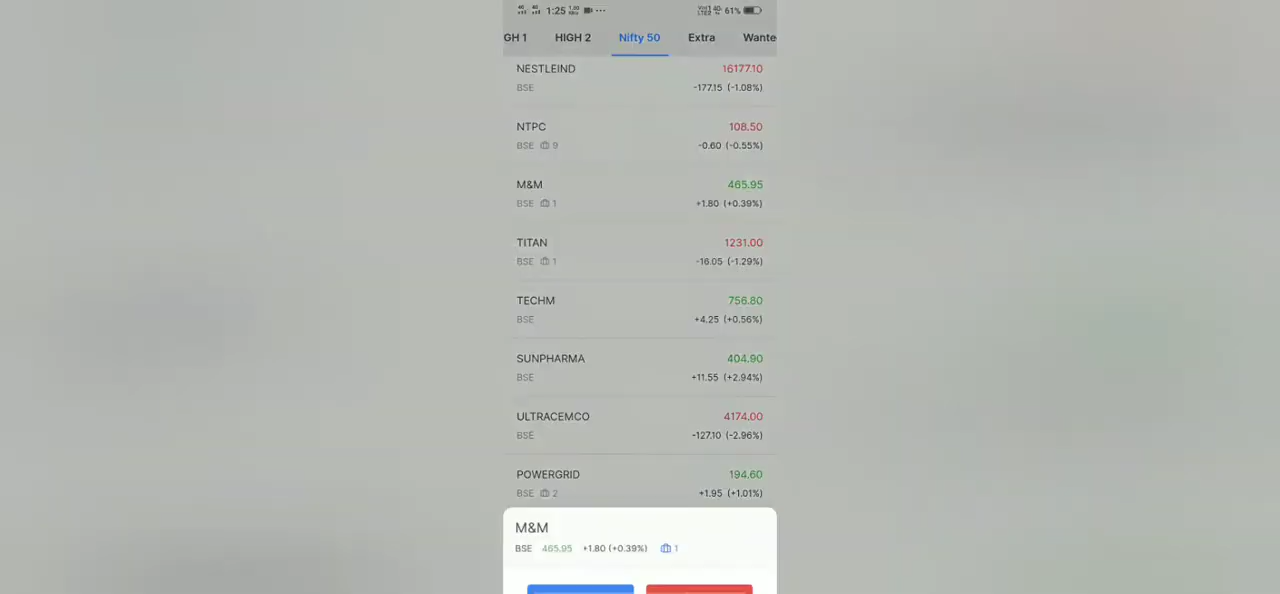 1:25
61%
GH 1 HIGH 2 Nifty 50 Extra Wante
NESTLEIND 16177.10
BSE -177.15 (-1.08%)
NTPC 108.50
BSE 9 -0.60 (-0.55%)
M&M 465.95
BSE 1 +1.80 (+0.39%)
TITAN 1231.00
BSE 1 -16.05 (-1.29%)
TECHM 756.80
BSE +4.25 (+0.56%)
SUNPHARMA 404.90
BSE +11.55 (+2.94%)
ULTRACEMCO 4174.00
BSE -127.10 (-2.96%)
POWERGRID 194.60
BSE 2 +1.95 (+1.01%)
M&M
BSE 465.95 +1.80 (+0.39%) 1